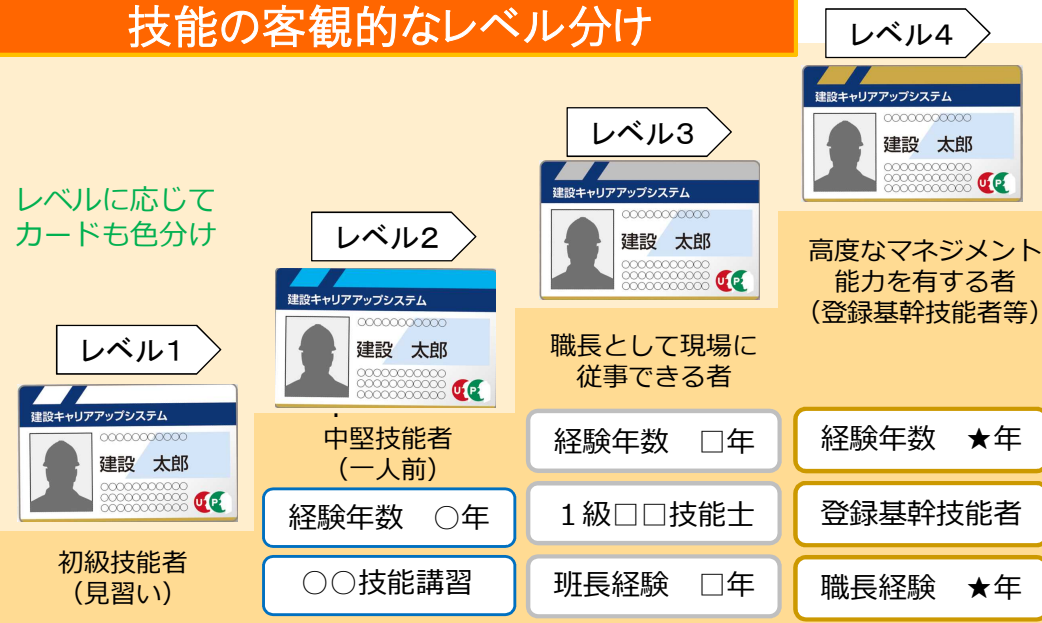 技能の客観的なレベル分け
レベルに応じて
カードも色分け
レベル1
建設キャリアアップシステム
○○○○○○○○○○○
建設　太郎
○○○○○○○○○○○
○○○○○○○○○○○
初級技能者
（見習い）
レベル2
建設キャリアアップシステム
○○○○○○○○○○○
建設　太郎
○○○○○○○○○○○
○○○○○○○○○○○
中堅技能者
（一人前）
経験年数　○年
○○技能講習
レベル3
建設キャリアアップシステム
○○○○○○○○○○○
建設　太郎
○○○○○○○○○○○
○○○○○○○○○○○
職長として現場に
従事できる者
経験年数　□年
１級□□技能士
班長経験　□年
レベル4
建設キャリアアップシステム
○○○○○○○○○○○
建設　太郎
○○○○○○○○○○○
○○○○○○○○○○○
高度なマネジメント
能力を有する者
（登録基幹技能者等）
経験年数　★年
登録基幹技能者
職長経験　★年